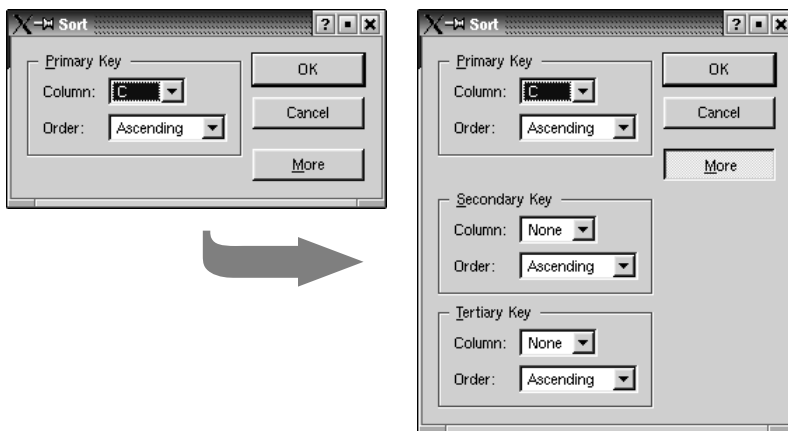 Sort ?
Primary Key
Column: C
Order: Ascending
OK
Cancel
More
Sort ?
Primary Key
Column: C
Order: Ascending
OK
Cancel
More
Secondary Key
Column: None
Order: Ascending
Tertiary Key
Column: None
Order: Ascending